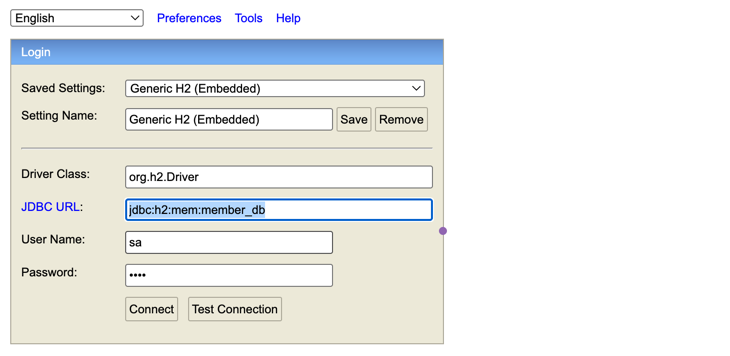 English Preferences Tools Help
Login
Saved Settings: Generic H2 (Embedded)
Setting Name: Generic H2 (Embedded) Save Remove
Driver Class: org.h2.Driver
JDBC URL: jdbc:h2:mem:member_db
User Name: sa
Password: ••••
Connect Test Connection